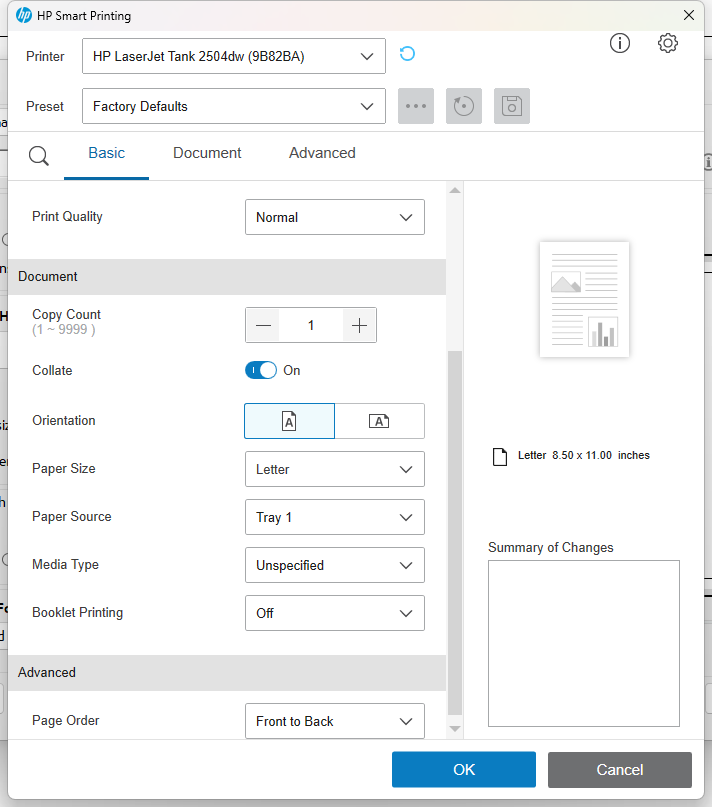 HP Smart Printing
Printer
HP LaserJet Tank 2504dw (9B82BA)
Preset
Factory Defaults
Basic
Document
Advanced
Print Quality
Normal
Document
Copy Count
(1 ~ 9999 )
1
Collate
On
Orientation
A
A
Paper Size
Letter
Paper Source
Tray 1
Media Type
Unspecified
Booklet Printing
Off
Advanced
Page Order
Front to Back
Letter 8.50 x 11.00 inches
Summary of Changes
OK
Cancel